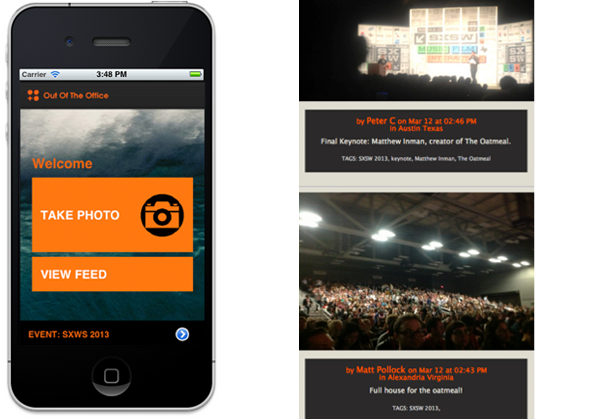 Carrier 3:48 PM
Out Of The Office
Welcome
TAKE PHOTO
VIEW FEED
EVENT: SXWS 2013
SXSW
by Peter C on Mar 12 at 02:46 PM
in Austin Texas
Final Keynote: Matthew Inman, creator of The Oatmeal.
TAGS: SXSW 2013, keynote, Matthew Inman, The Oatmeal
by Matt Pollock on Mar 12 at 02:43 PM
in Alexandria Virginia
Full house for the oatmeal!
TAGS: SXSW 2013,